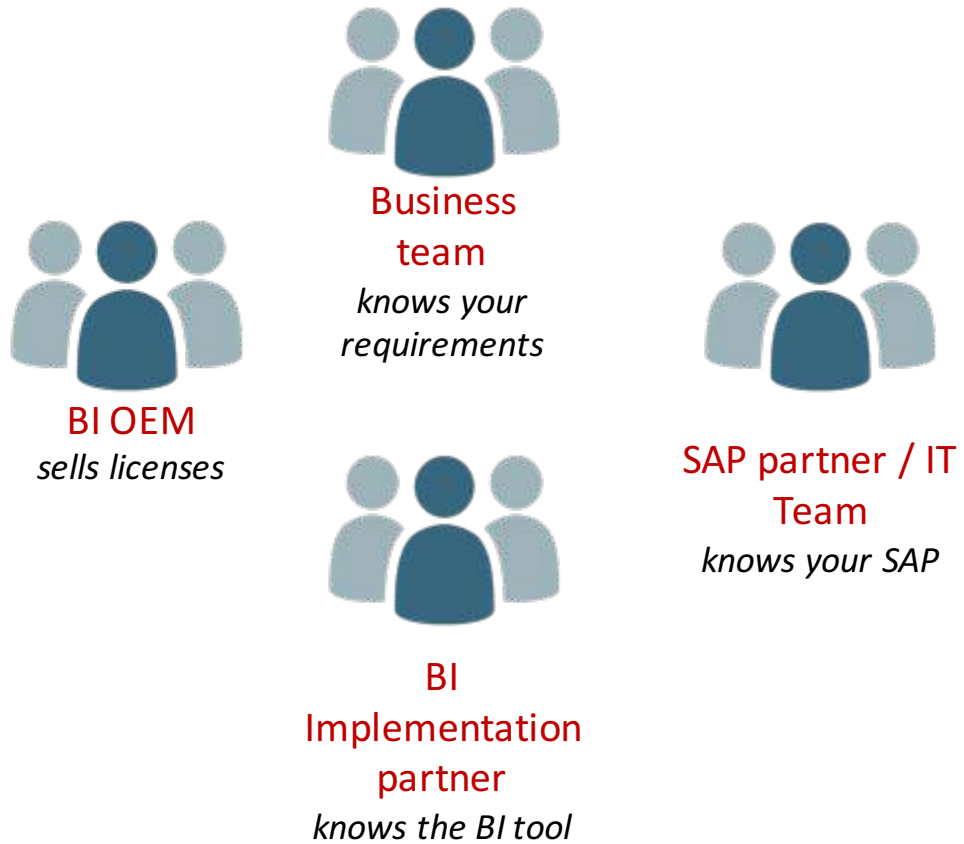 Business
team
knows your
requirements
BI OEM
sells licenses
SAP partner / IT
Team
knows your SAP
BI
Implementation
partner
knows the BI tool